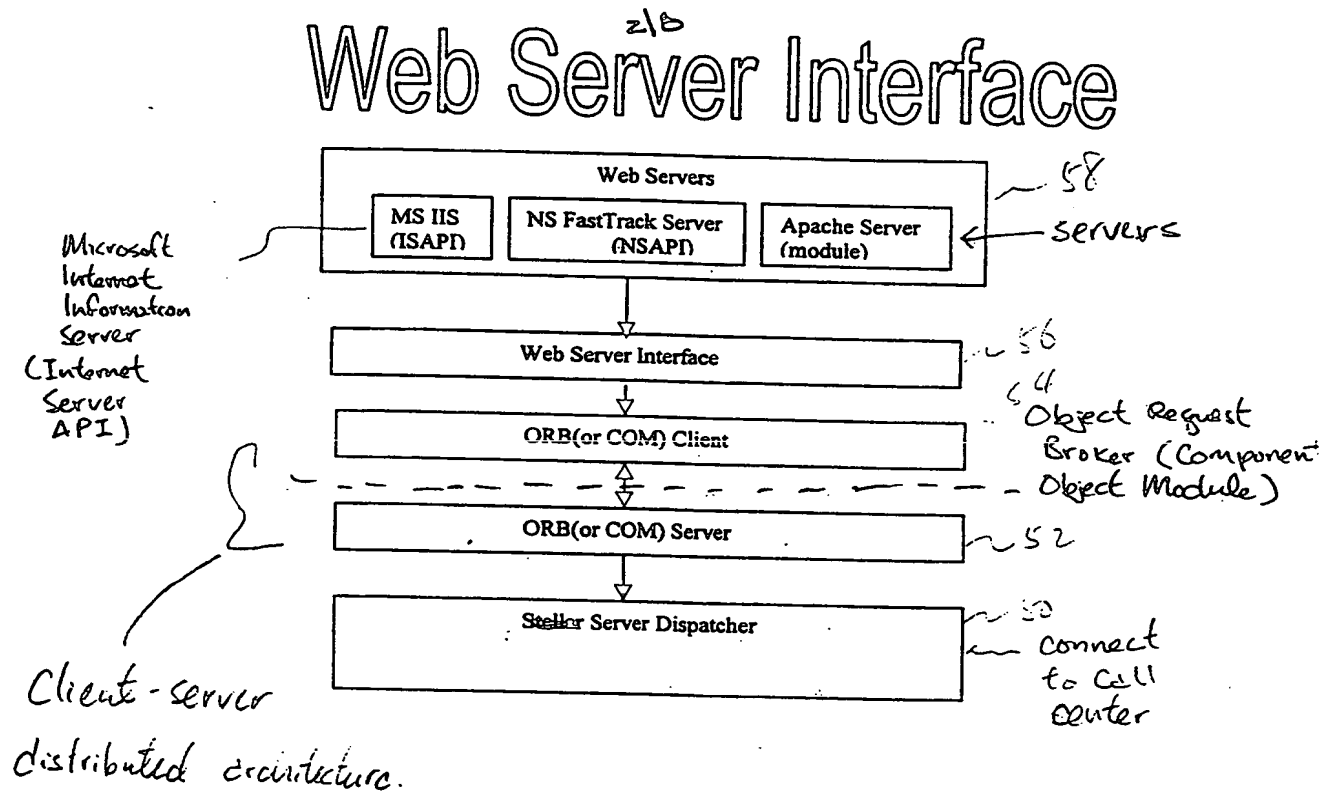 Web Server Interface
Web Servers
58
MS IIS
(ISAPI)
NS FastTrack Server
(NSAPI)
Apache Server
(module)
servers
Microsoft
Internet
Information
Server
(Internet
Server
API)
Web Server Interface
56
54
Object Request
Broker (Component
Object Module)
ORB(or COM) Client
ORB(or COM) Server
52
Stellar Server Dispatcher
50
connect
to Call
center
Client-server
distributed architecture.